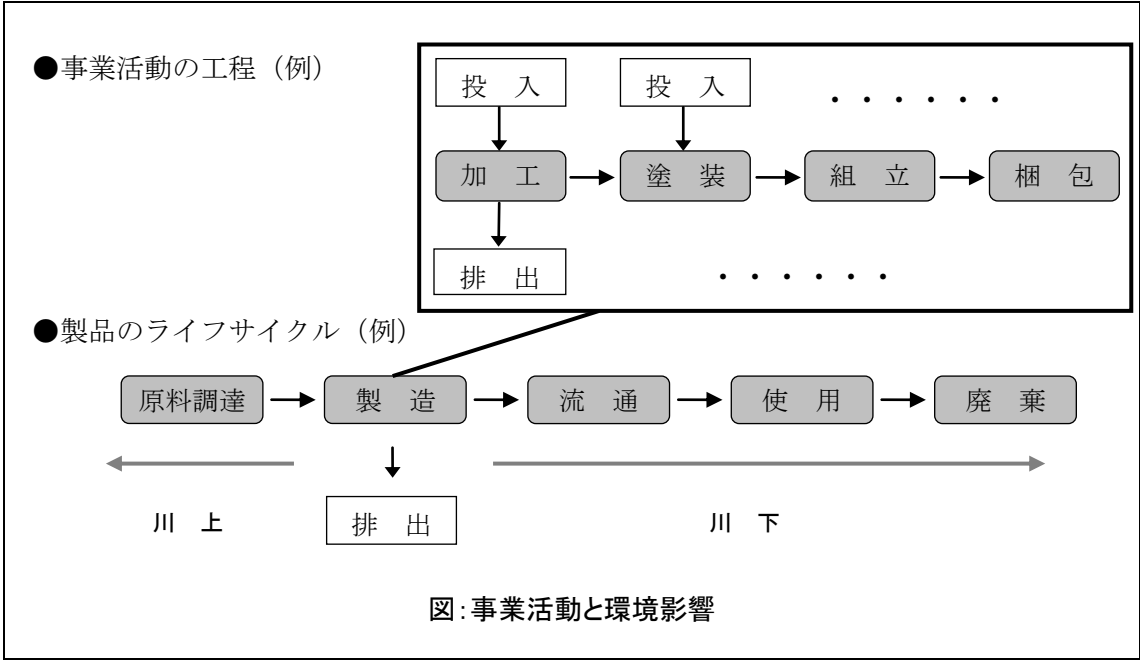 ●事業活動の工程（例）
投　入
投　入
・・・・・・
加　工
塗　装
組　立
梱　包
排　出
・・・・・・
●製品のライフサイクル（例）
原料調達
製　造
流　通
使　用
廃　棄
川　上
排　出
川　下
図：事業活動と環境影響